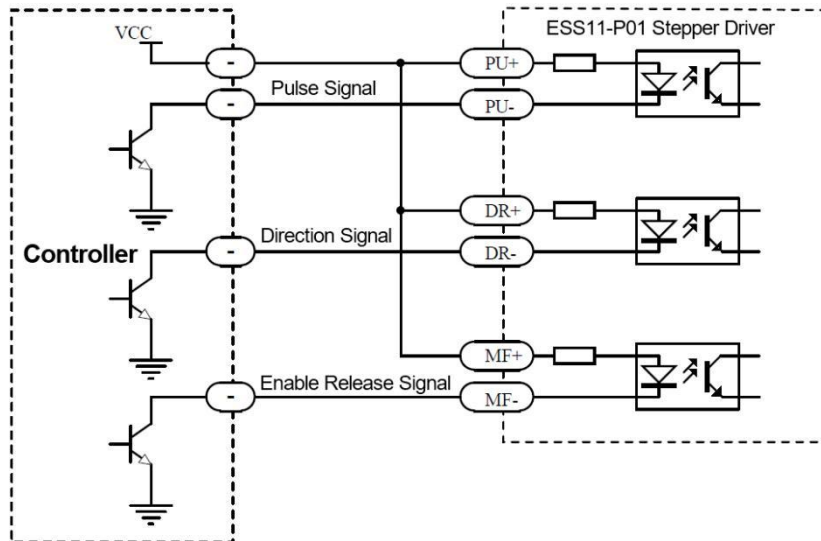 ESS11-P01 Stepper Driver
VCC
-
PU+
Pulse Signal
-
PU-
DR+
Controller
-
Direction Signal
DR-
MF+
-
Enable Release Signal
MF-